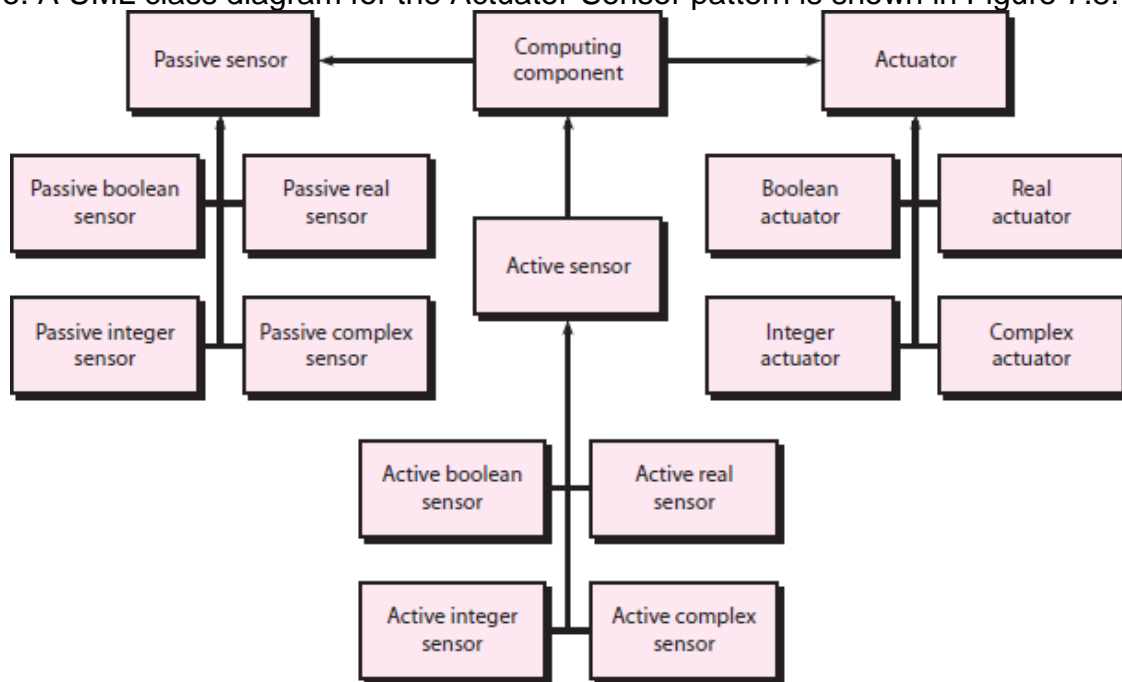 A UML class diagram for the Actuator-Sensor pattern is shown in Figure 7.3.
Passive sensor
Computing
component
Actuator
Passive boolean
sensor
Passive real
sensor
Boolean
actuator
Real
actuator
Active sensor
Passive integer
sensor
Passive complex
sensor
Integer
actuator
Complex
actuator
Active boolean
sensor
Active real
sensor
Active integer
sensor
Active complex
sensor